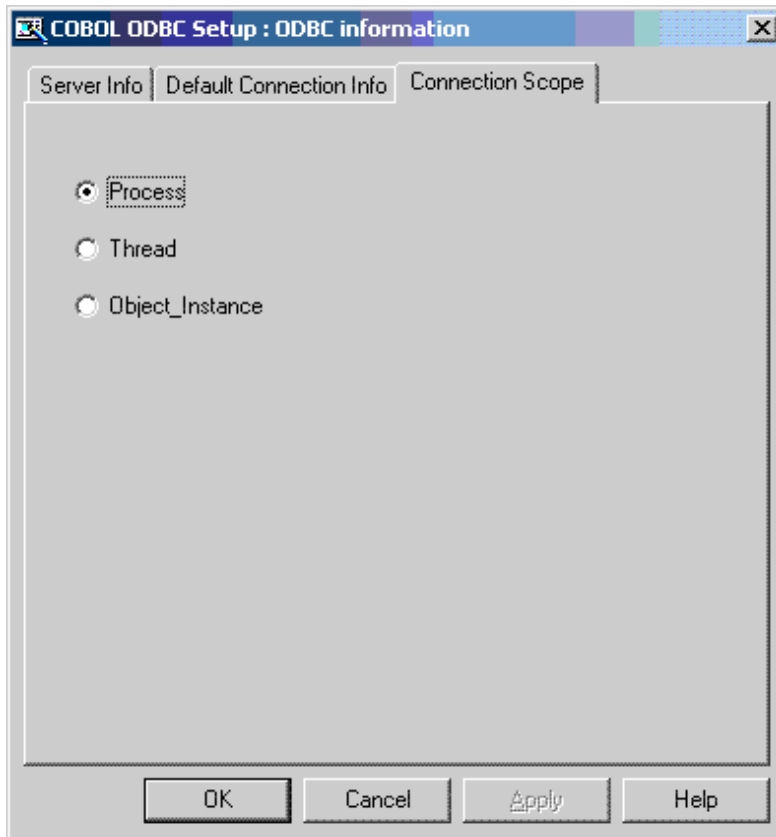 COBOL ODBC Setup : ODBC information
Server Info Default Connection Info Connection Scope
Process
Thread
Object_Instance
OK Cancel Apply Help